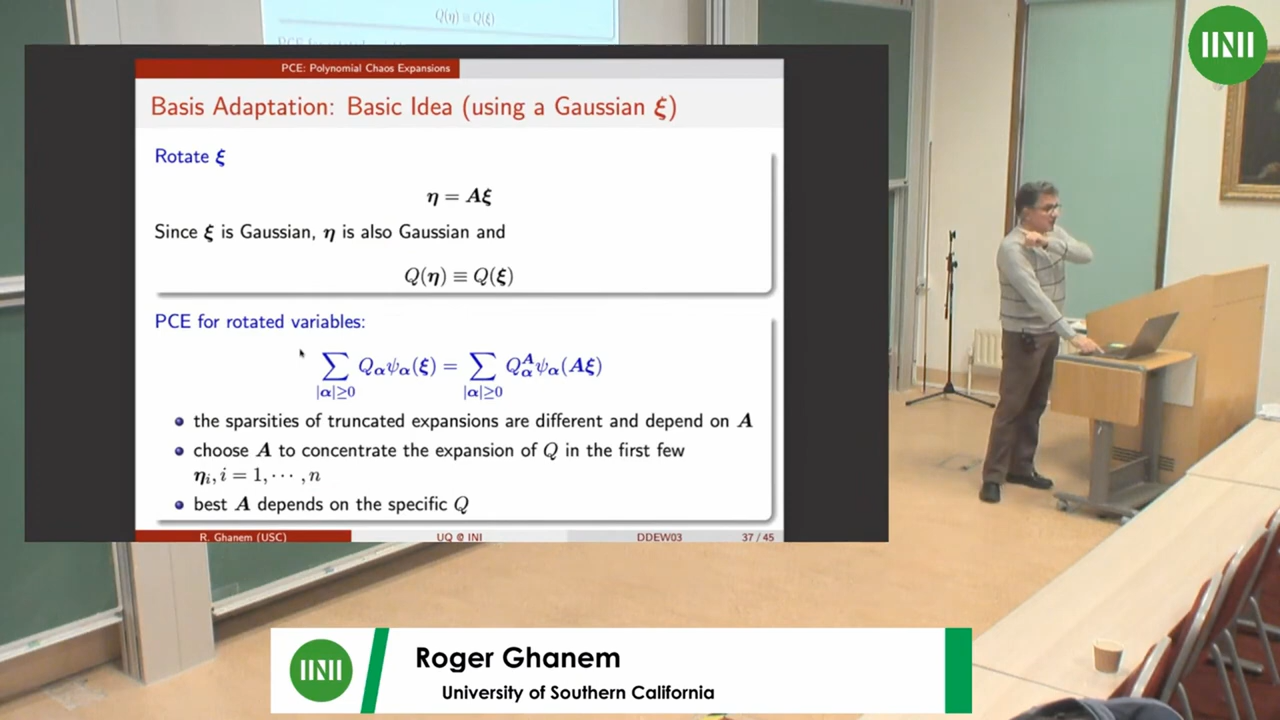 Q(η) ≡ Q(ξ)
INI
PCE: Polynomial Chaos Expansions
Basis Adaptation: Basic Idea (using a Gaussian ξ)
Rotate ξ
η = Aξ
Since ξ is Gaussian, η is also Gaussian and
Q(η) ≡ Q(ξ)
PCE for rotated variables:
∑_{|α|≥0} Q_α ψ_α(ξ) = ∑_{|α|≥0} Q_α^A ψ_α(Aξ)
the sparsities of truncated expansions are different and depend on A
choose A to concentrate the expansion of Q in the first few
η_i, i = 1, ⋯ , n
best A depends on the specific Q
R. Ghanem (USC) UQ @ INI DDEW03 37 / 45
INI
Roger Ghanem
University of Southern California